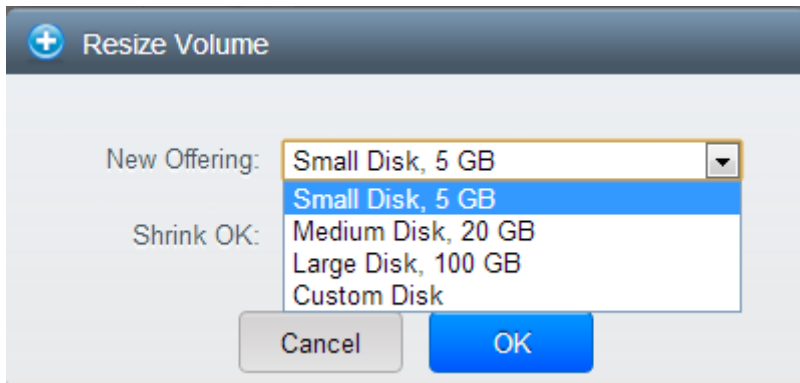 Resize Volume
New Offering: Small Disk, 5 GB
Small Disk, 5 GB
Shrink OK: Medium Disk, 20 GB
Large Disk, 100 GB
Custom Disk
Cancel OK